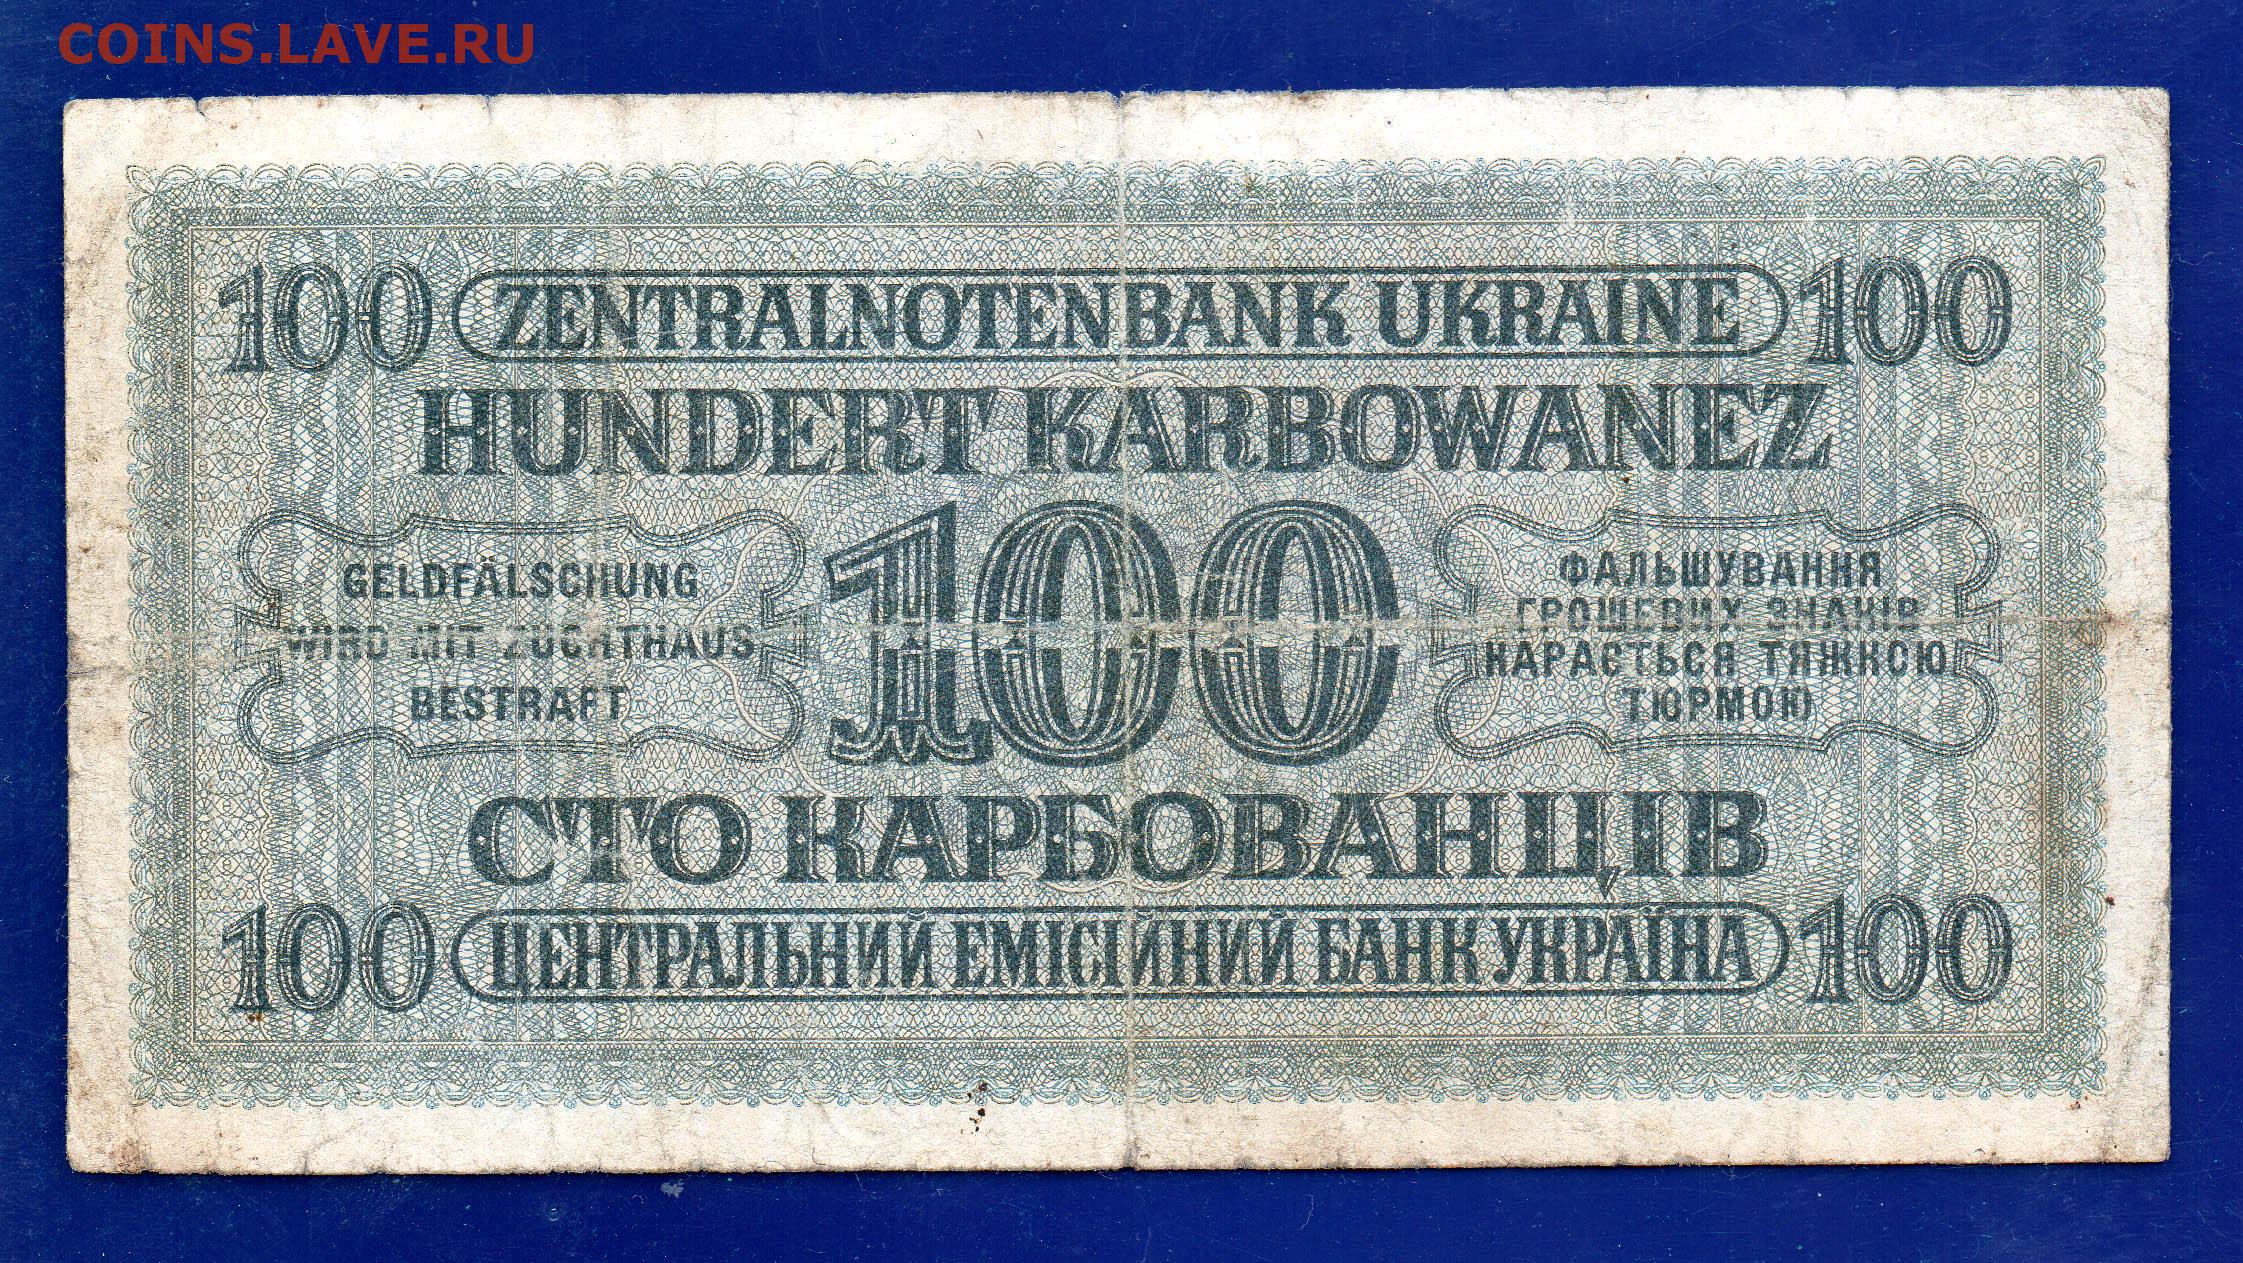 COINS.LAVE.RU
100 ZENTRALNOTENBANK UKRAINE 100
HUNDERT KARBOWANEZ
100
GELDFÄLSCHUNG
WIRD MIT ZUCHTHAUS
BESTRAFT
ФАЛЬШУВАННЯ
ГРОШЕВИХ ЗНАКІВ
КАРАЄТЬСЯ ТЯЖКОЮ
ТЮРМОЮ
СТО КАРБОВАНЦІВ
100 ЦЕНТРАЛЬНИЙ ЕМІСІЙНИЙ БАНК УКРАЇНА 100